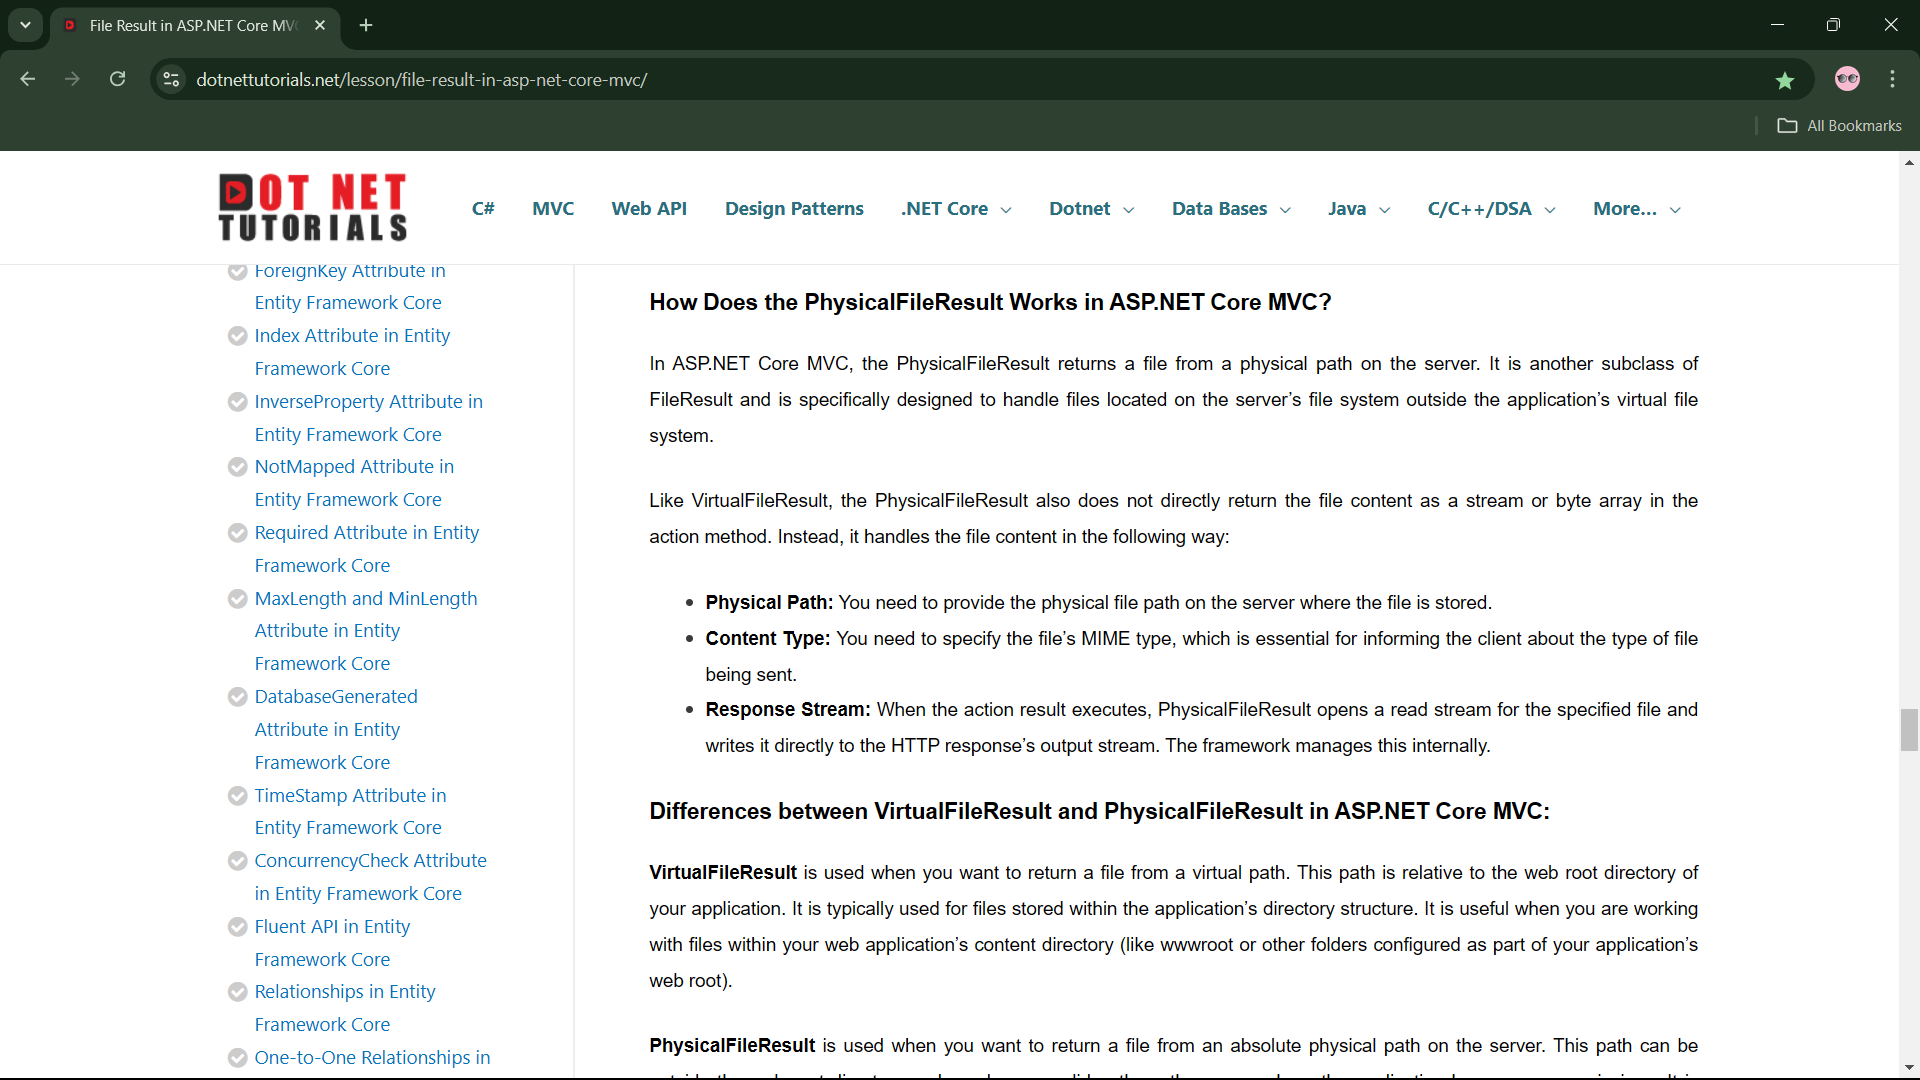 File Result in ASP.NET Core MV
dotnettutorials.net/lesson/file-result-in-asp-net-core-mvc/
All Bookmarks
DOT NET
TUTORIALS
C# MVC Web API Design Patterns .NET Core Dotnet Data Bases Java C/C++/DSA More...
ForeignKey Attribute in
Entity Framework Core
Index Attribute in Entity
Framework Core
InverseProperty Attribute in
Entity Framework Core
NotMapped Attribute in
Entity Framework Core
Required Attribute in Entity
Framework Core
MaxLength and MinLength
Attribute in Entity
Framework Core
DatabaseGenerated
Attribute in Entity
Framework Core
TimeStamp Attribute in
Entity Framework Core
ConcurrencyCheck Attribute
in Entity Framework Core
Fluent API in Entity
Framework Core
Relationships in Entity
Framework Core
One-to-One Relationships in
How Does the PhysicalFileResult Works in ASP.NET Core MVC?
In ASP.NET Core MVC, the PhysicalFileResult returns a file from a physical path on the server. It is another subclass of
FileResult and is specifically designed to handle files located on the server’s file system outside the application’s virtual file
system.
Like VirtualFileResult, the PhysicalFileResult also does not directly return the file content as a stream or byte array in the
action method. Instead, it handles the file content in the following way:
Physical Path: You need to provide the physical file path on the server where the file is stored.
Content Type: You need to specify the file’s MIME type, which is essential for informing the client about the type of file
being sent.
Response Stream: When the action result executes, PhysicalFileResult opens a read stream for the specified file and
writes it directly to the HTTP response’s output stream. The framework manages this internally.
Differences between VirtualFileResult and PhysicalFileResult in ASP.NET Core MVC:
VirtualFileResult is used when you want to return a file from a virtual path. This path is relative to the web root directory of
your application. It is typically used for files stored within the application’s directory structure. It is useful when you are working
with files within your web application’s content directory (like wwwroot or other folders configured as part of your application’s
web root).
PhysicalFileResult is used when you want to return a file from an absolute physical path on the server. This path can be